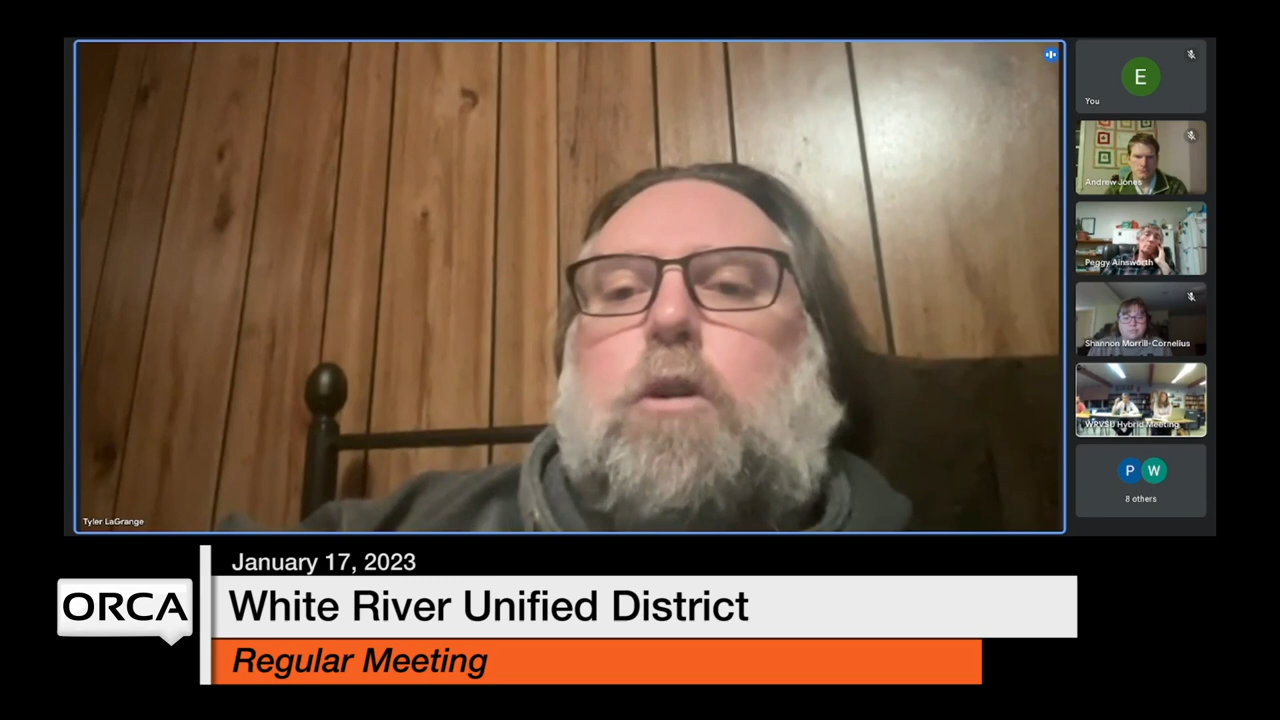 E
You
Andrew Jones
Peggy Ainsworth
Shannon Morrill-Cornelius
WRVSU Hybrid Meeting
P W
8 others
Tyler LaGrange
January 17, 2023
ORCA
White River Unified District
Regular Meeting